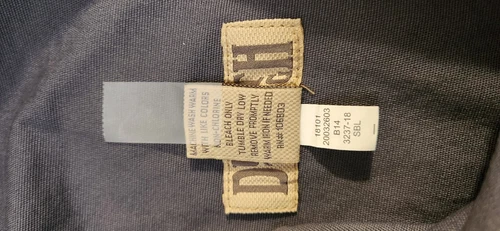 MACHINE WASH WARM
WITH LIKE COLORS
NON-CHLORINE
BLEACH ONLY
TUMBLE DRY LOW
REMOVE PROMPTLY
WARM IRON IF NEEDED
18101
20032603
B14
3237-18
SBL